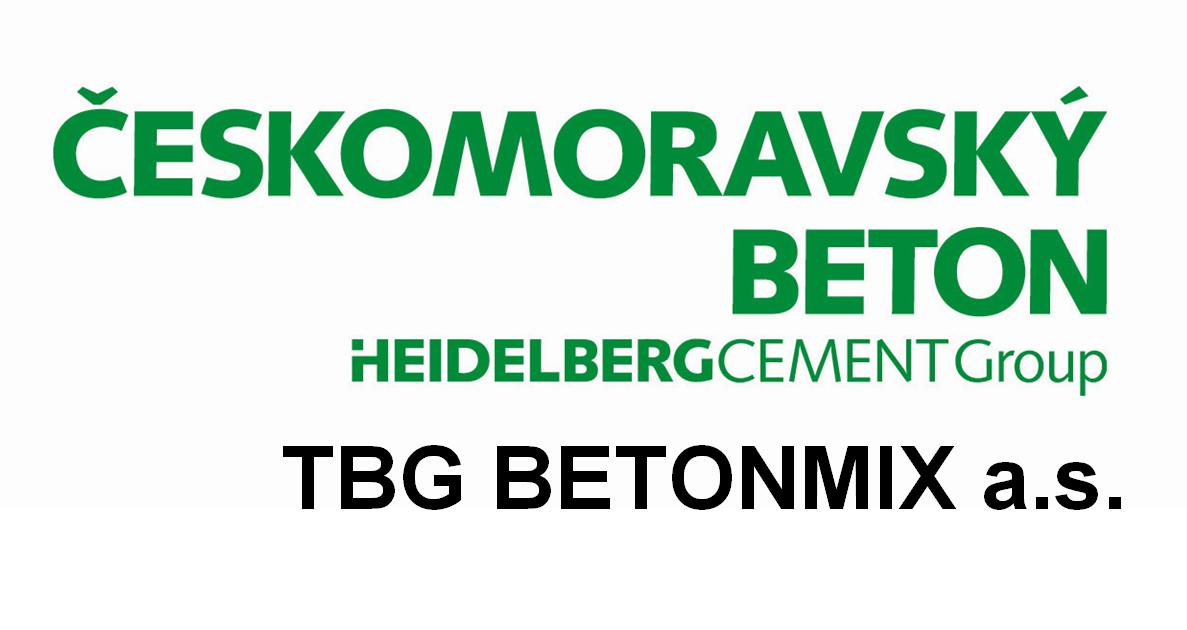 ČESKOMORAVSKÝ
BETON
HEIDELBERGCEMENT Group
TBG BETONMIX a.s.